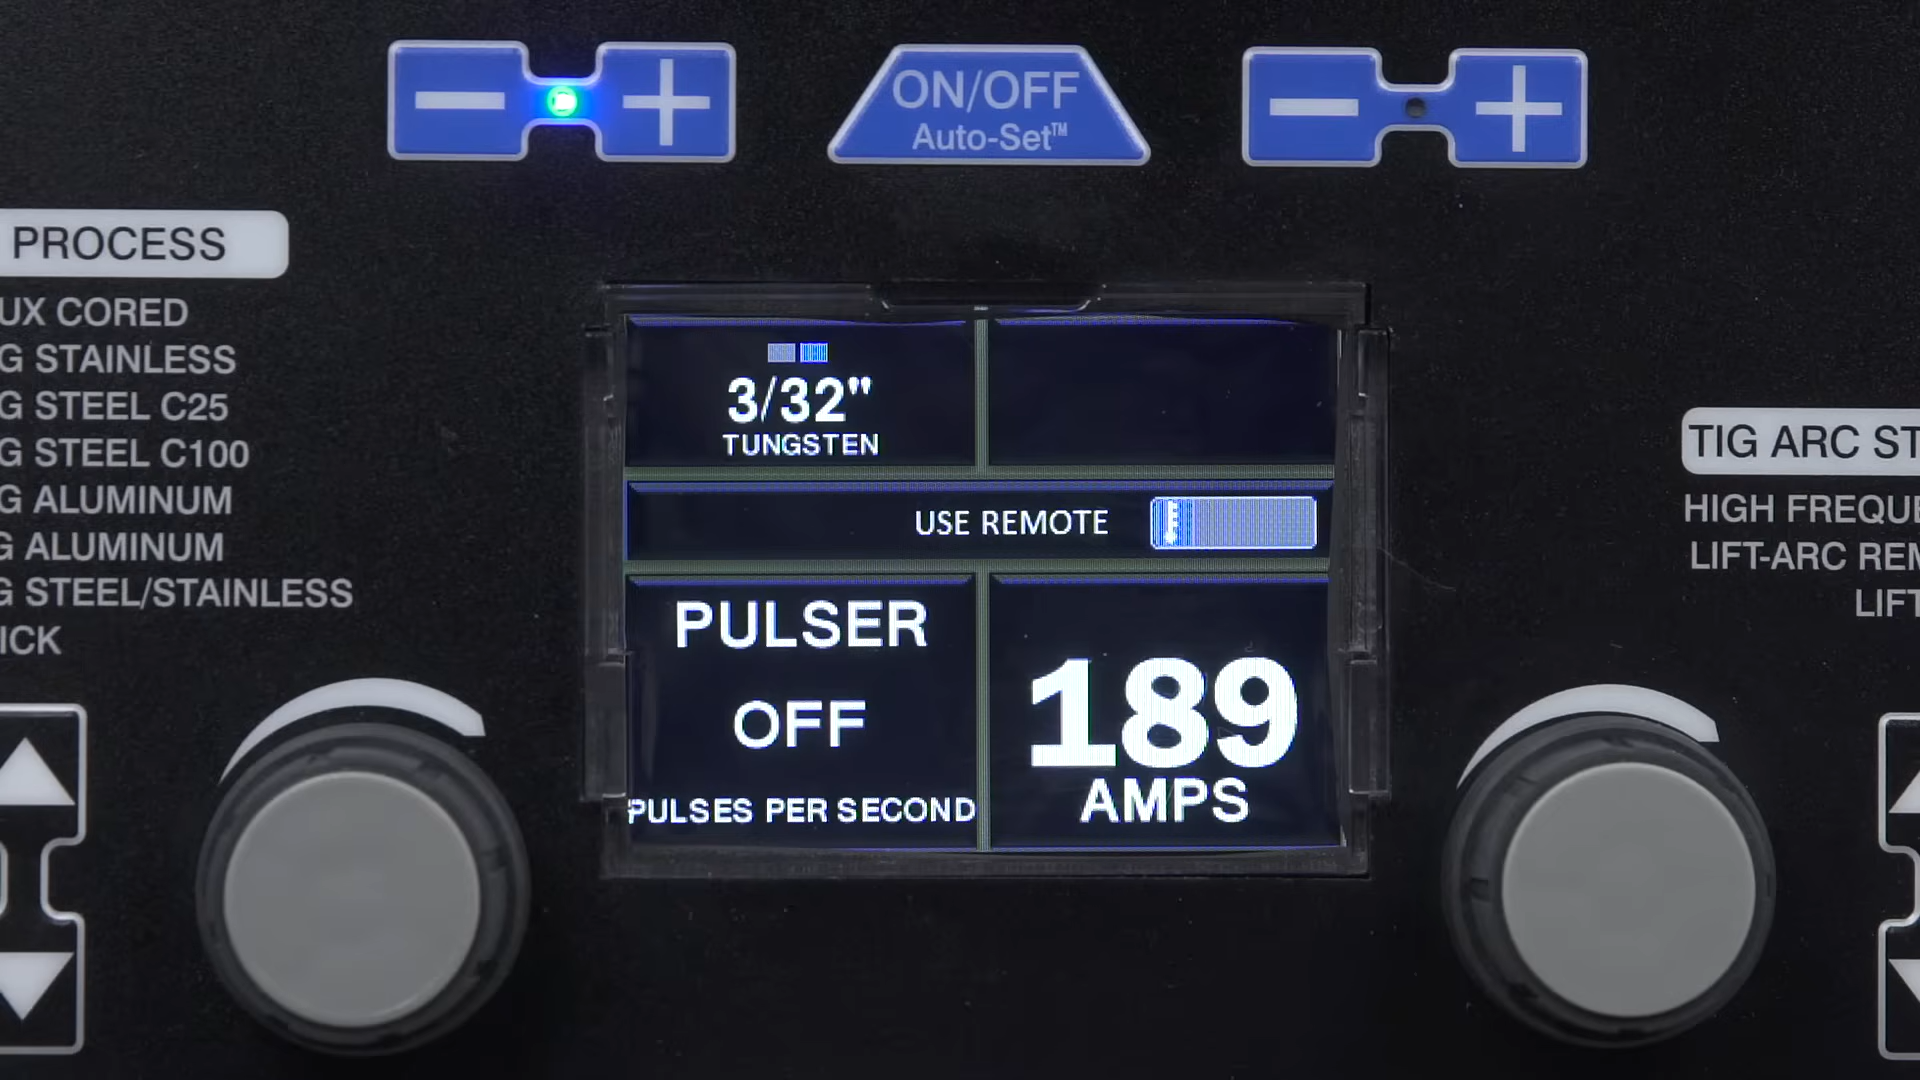 ON/OFF
Auto-Set™
PROCESS
UX CORED
G STAINLESS
G STEEL C25
G STEEL C100
G ALUMINUM
G ALUMINUM
G STEEL/STAINLESS
ICK
3/32"
TUNGSTEN
USE REMOTE
PULSER
OFF
PULSES PER SECOND
189
AMPS
TIG ARC ST
HIGH FREQUE
LIFT-ARC REM
LIFT